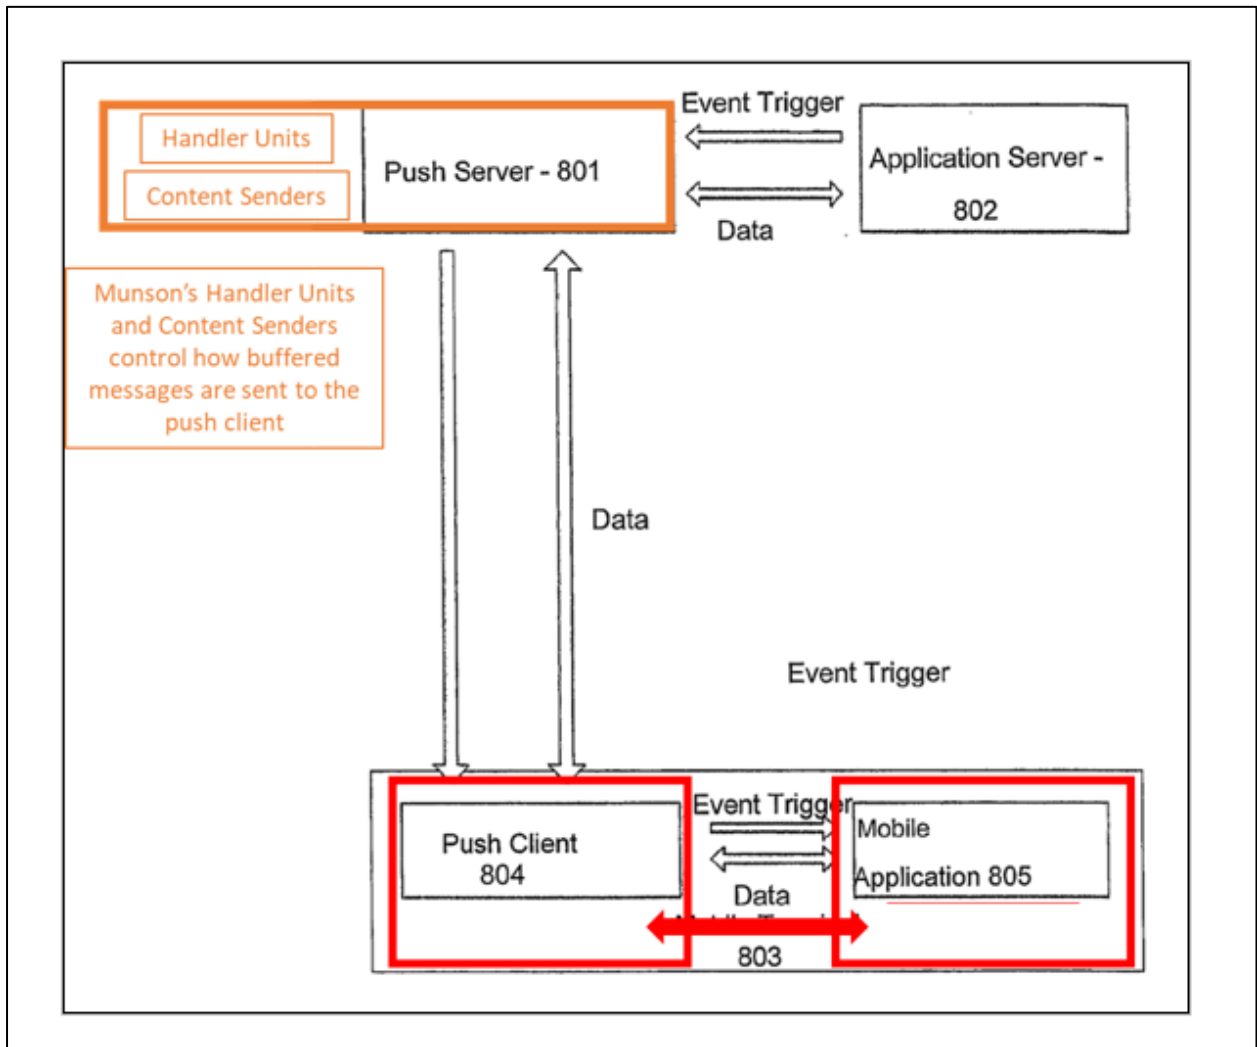 Event Trigger
Handler Units
Content Senders
Push Server - 801
Application Server -
802
Data
Munson's Handler Units
and Content Senders
control how buffered
messages are sent to the
push client
Data
Event Trigger
Push Client
804
Event Trigger
Data
803
Mobile
Application 805